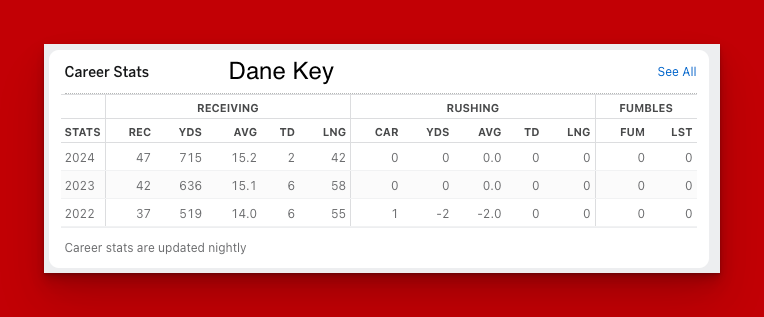 Career Stats Dane Key See All
RECEIVING RUSHING FUMBLES
STATS REC YDS AVG TD LNG CAR YDS AVG TD LNG FUM LST
2024 47 715 15.2 2 42 0 0 0.0 0 0 0 0
2023 42 636 15.1 6 58 0 0 0.0 0 0 0 0
2022 37 519 14.0 6 55 1 -2 -2.0 0 0 0 0
Career stats are updated nightly